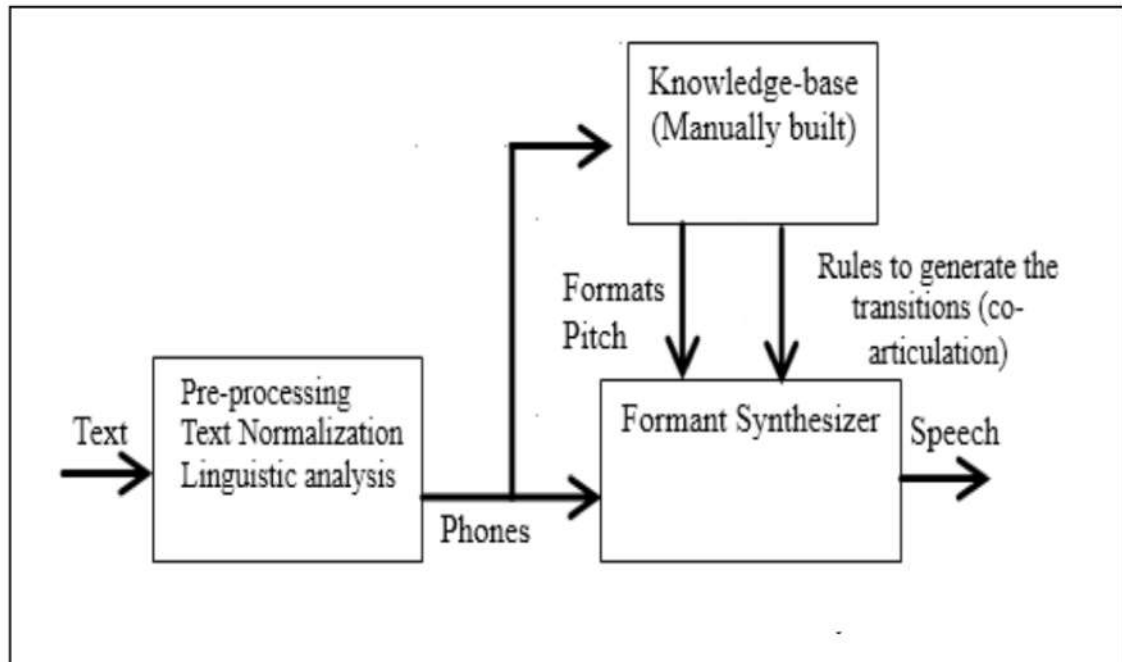 Knowledge-base
(Manually built)
Formats
Pitch
Rules to generate the
transitions (co-
articulation)
Text
Pre-processing
Text Normalization
Linguistic analysis
Phones
Formant Synthesizer
Speech